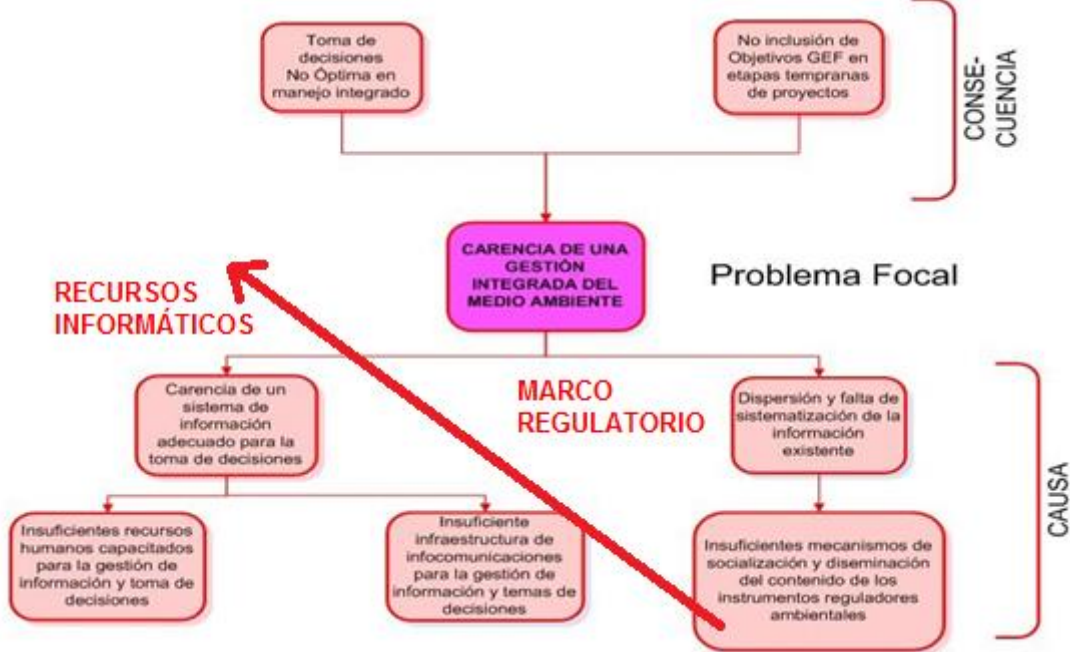 Toma de
decisiones
No Óptima en
manejo integrado
No inclusión de
Objetivos GEF en
etapas tempranas
de proyectos
CONSE-
CUENCIA
CARENCIA DE UNA
GESTIÓN
INTEGRADA DEL
MEDIO AMBIENTE
Problema Focal
RECURSOS
INFORMÁTICOS
Carencia de un
sistema de
información
adecuado para la
toma de decisiones
MARCO
REGULATORIO
Dispersión y falta de
sistematización de la
información
existente
CAUSA
Insuficientes recursos
humanos capacitados
para la gestión de
información y toma de
decisiones
Insuficiente
infraestructura de
infocomunicaciones
para la gestión de
información y temas de
decisiones
Insuficientes mecanismos de
socialización y diseminación
del contenido de los
instrumentos reguladores
ambientales